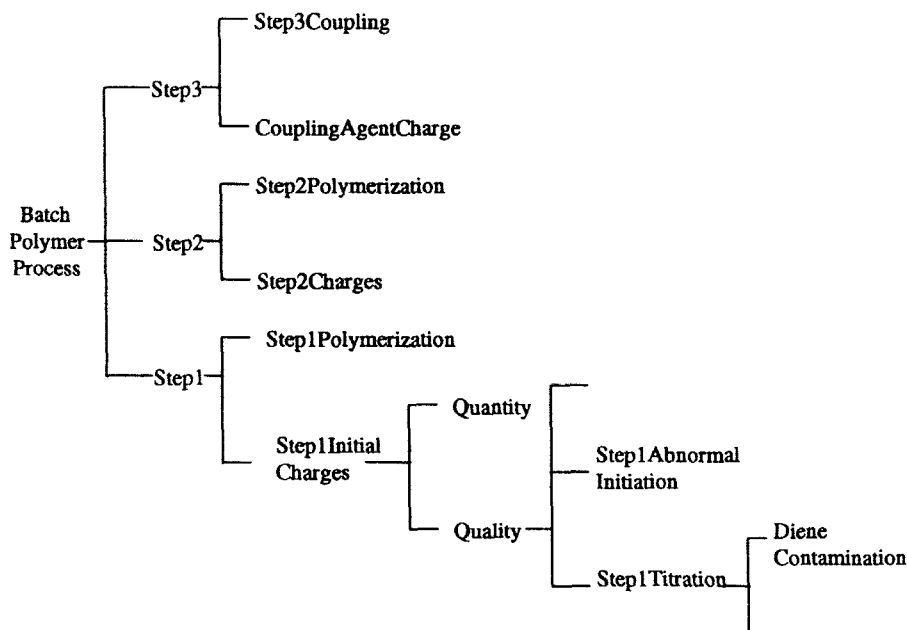 Step3Coupling
Step3
CouplingAgentCharge
Step2Polymerization
Batch
Polymer
Process
Step2
Step2Charges
Step1Polymerization
Step1
Quantity
Step1Initial
Charges
Step1Abnormal
Initiation
Quality
Diene
Contamination
Step1Titration